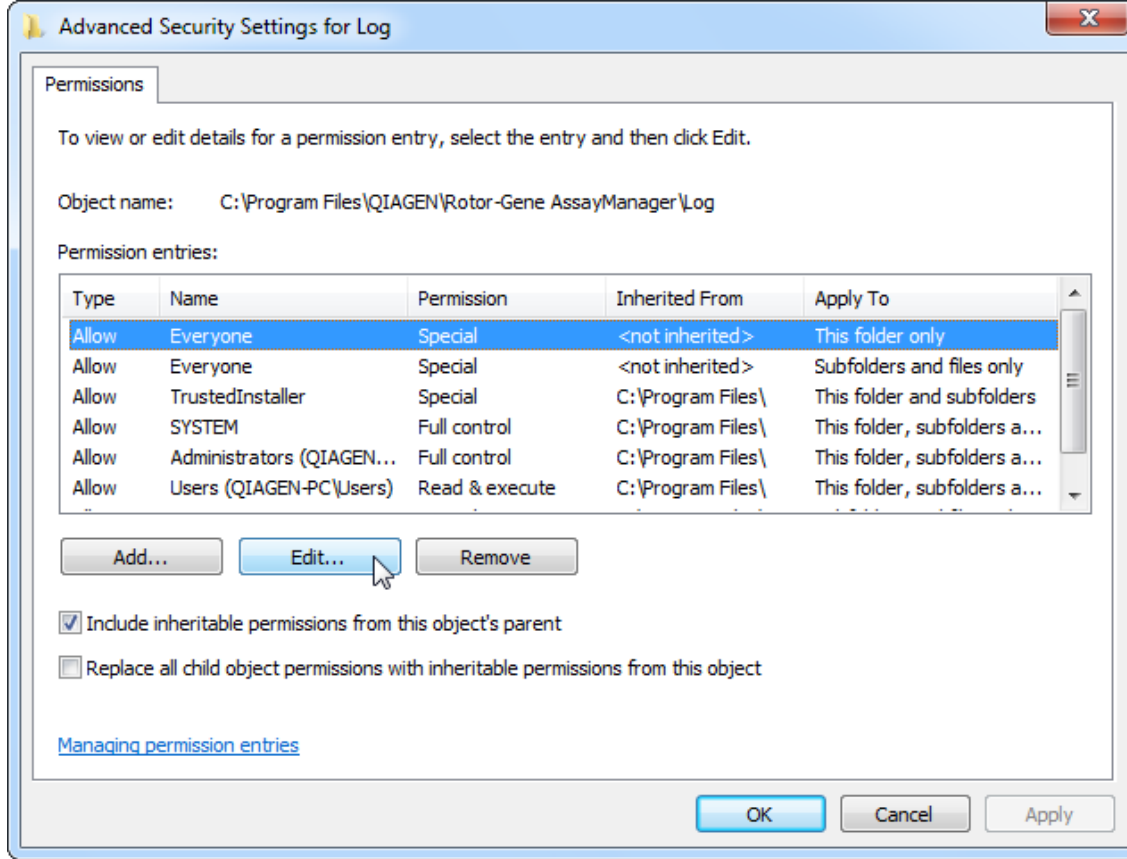 Advanced Security Settings for Log
Permissions
To view or edit details for a permission entry, select the entry and then click Edit.
Object name: C:\Program Files\QIAGEN\Rotor-Gene AssayManager\Log
Permission entries:
Type Name Permission Inherited From Apply To
Allow Everyone Special <not inherited> This folder only
Allow Everyone Special <not inherited> Subfolders and files only
Allow TrustedInstaller Special C:\Program Files\ This folder and subfolders
Allow SYSTEM Full control C:\Program Files\ This folder, subfolders a...
Allow Administrators (QIAGEN... Full control C:\Program Files\ This folder, subfolders a...
Allow Users (QIAGEN-PC\Users) Read & execute C:\Program Files\ This folder, subfolders a...
Add... Edit... Remove
Include inheritable permissions from this object's parent
Replace all child object permissions with inheritable permissions from this object
Managing permission entries
OK Cancel Apply